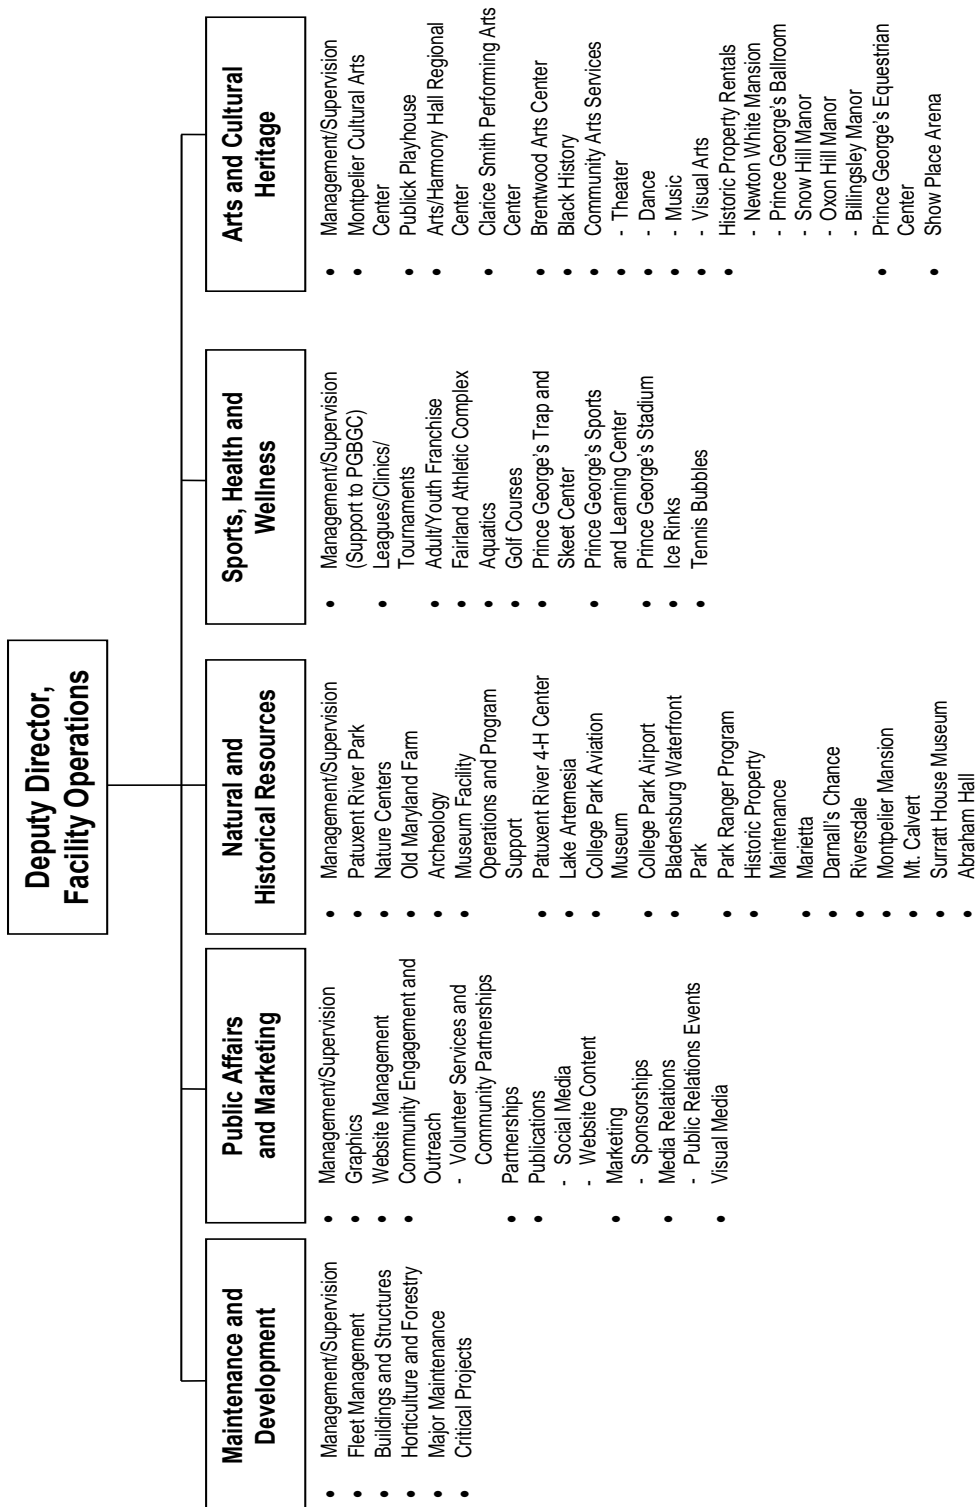 Deputy Director,
Facility Operations
Maintenance and
Development
• Management/Supervision
• Fleet Management
• Buildings and Structures
• Horticulture and Forestry
• Major Maintenance
• Critical Projects
Public Affairs
and Marketing
• Management/Supervision
• Graphics
• Website Management
• Community Engagement and
Outreach
- Volunteer Services and
Community Partnerships
• Partnerships
• Publications
- Social Media
- Website Content
• Marketing
- Sponsorships
• Media Relations
- Public Relations Events
• Visual Media
Natural and
Historical Resources
• Management/Supervision
• Patuxent River Park
• Nature Centers
• Old Maryland Farm
• Archeology
• Museum Facility
Operations and Program
Support
• Patuxent River 4-H Center
• Lake Artemesia
• College Park Aviation
Museum
• College Park Airport
• Bladensburg Waterfront
Park
• Park Ranger Program
• Historic Property
Maintenance
• Marietta
• Darnall's Chance
• Riversdale
• Montpelier Mansion
• Mt. Calvert
• Surratt House Museum
• Abraham Hall
Sports, Health and
Wellness
• Management/Supervision
(Support to PGBGC)
• Leagues/Clinics/
Tournaments
• Adult/Youth Franchise
• Fairland Athletic Complex
• Aquatics
• Golf Courses
• Prince George's Trap and
Skeet Center
• Prince George's Sports
and Learning Center
• Prince George's Stadium
• Ice Rinks
• Tennis Bubbles
Arts and Cultural
Heritage
• Management/Supervision
• Montpelier Cultural Arts
Center
• Publick Playhouse
• Arts/Harmony Hall Regional
Center
• Clarice Smith Performing Arts
Center
• Brentwood Arts Center
• Black History
• Community Arts Services
• - Theater
• - Dance
• - Music
• - Visual Arts
• Historic Property Rentals
- Newton White Mansion
- Prince George's Ballroom
- Snow Hill Manor
- Oxon Hill Manor
- Billingsley Manor
• Prince George's Equestrian
Center
• Show Place Arena